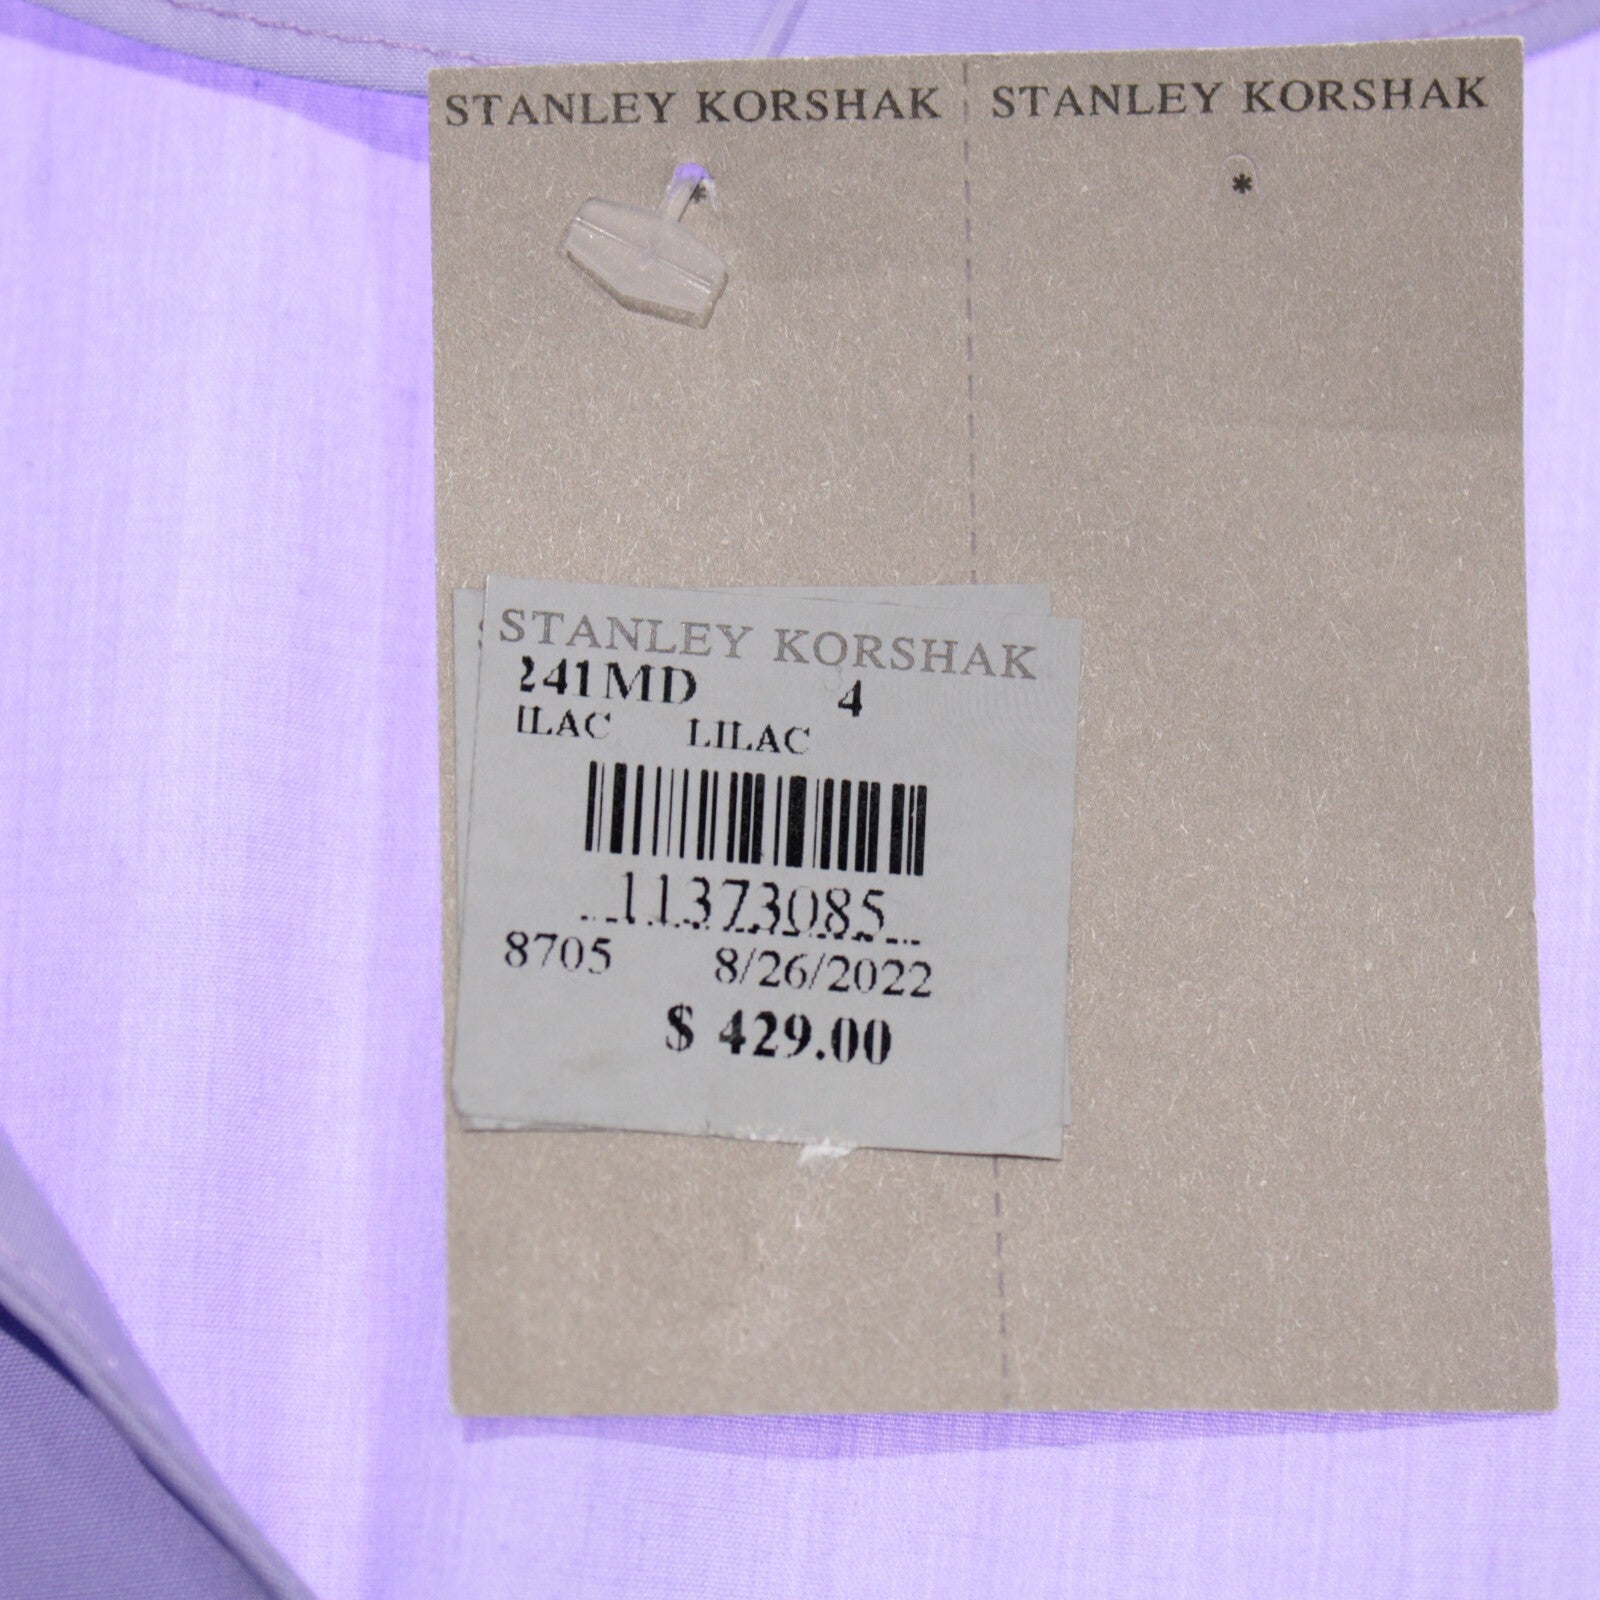 STANLEY KORSHAK STANLEY KORSHAK
* *
STANLEY KORSHAK
241MD 4
ILAC LILAC
11373085
8705 8/26/2022
$ 429.00